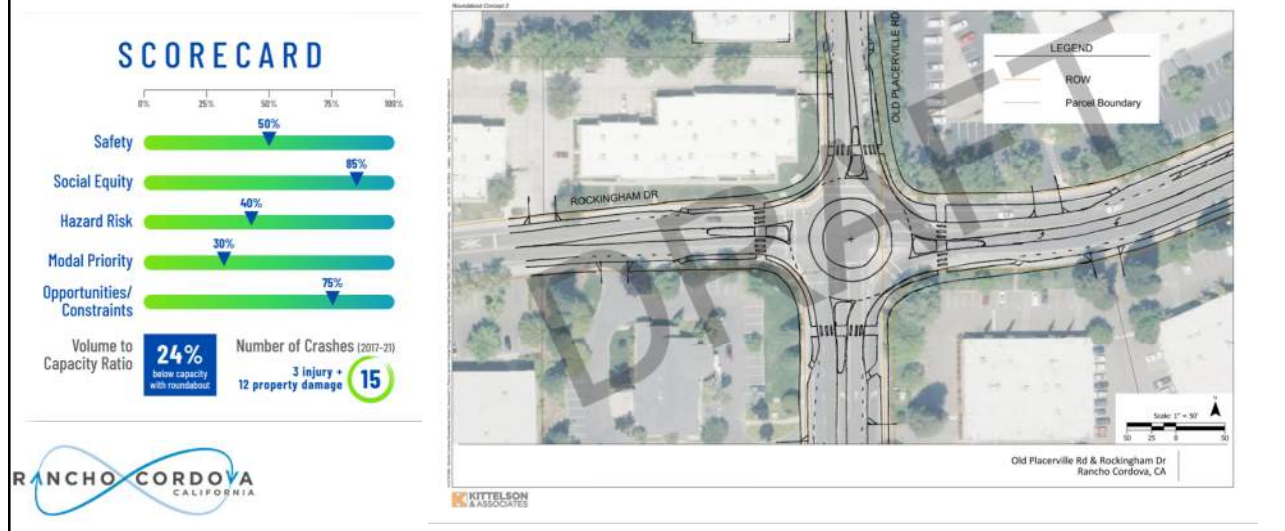 SCORECARD
0% 25% 50% 75% 100%
50%
Safety
85%
Social Equity
40%
Hazard Risk
30%
Modal Priority
75%
Opportunities/
Constraints
Volume to
Capacity Ratio
24%
below capacity
with roundabout
Number of Crashes (2017-21)
3 injury +
12 property damage
15
RANCHO CORDOVA
CALIFORNIA
Roundabout Concept 2
OLD PLACERVILLE RD
LEGEND
ROW
Parcel Boundary
ROCKINGHAM DR
DRAFT
N
Scale: 1" = 50'
50 25 0 50
Old Placerville Rd & Rockingham Dr
Rancho Cordova, CA
KITTELSON
& ASSOCIATES